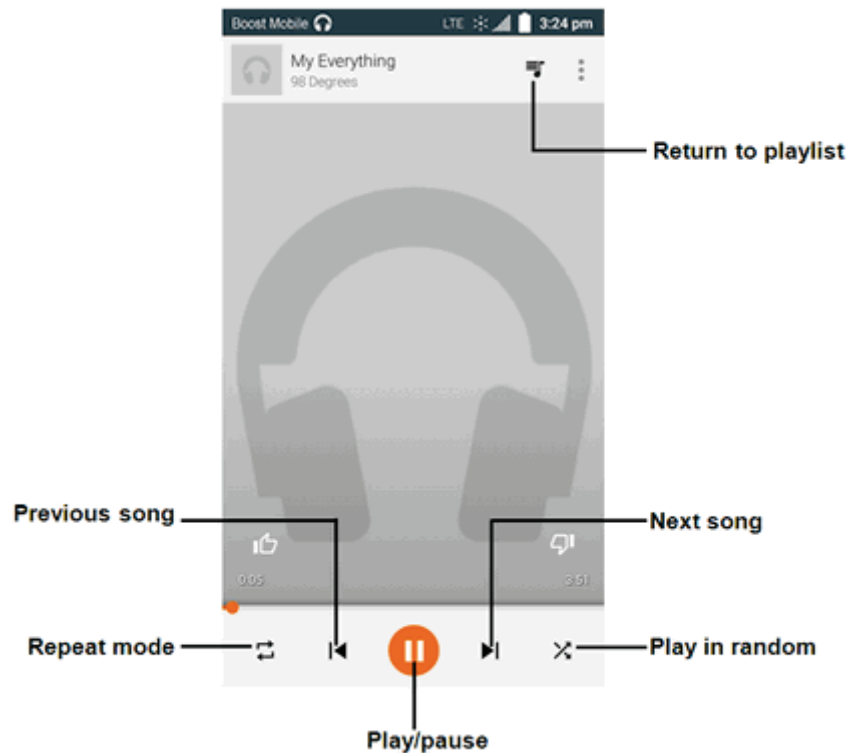 Boost Mobile LTE 3:24 pm
My Everything
98 Degrees
Return to playlist
Previous song
Next song
0:05 3:51
Repeat mode
Play in random
Play/pause